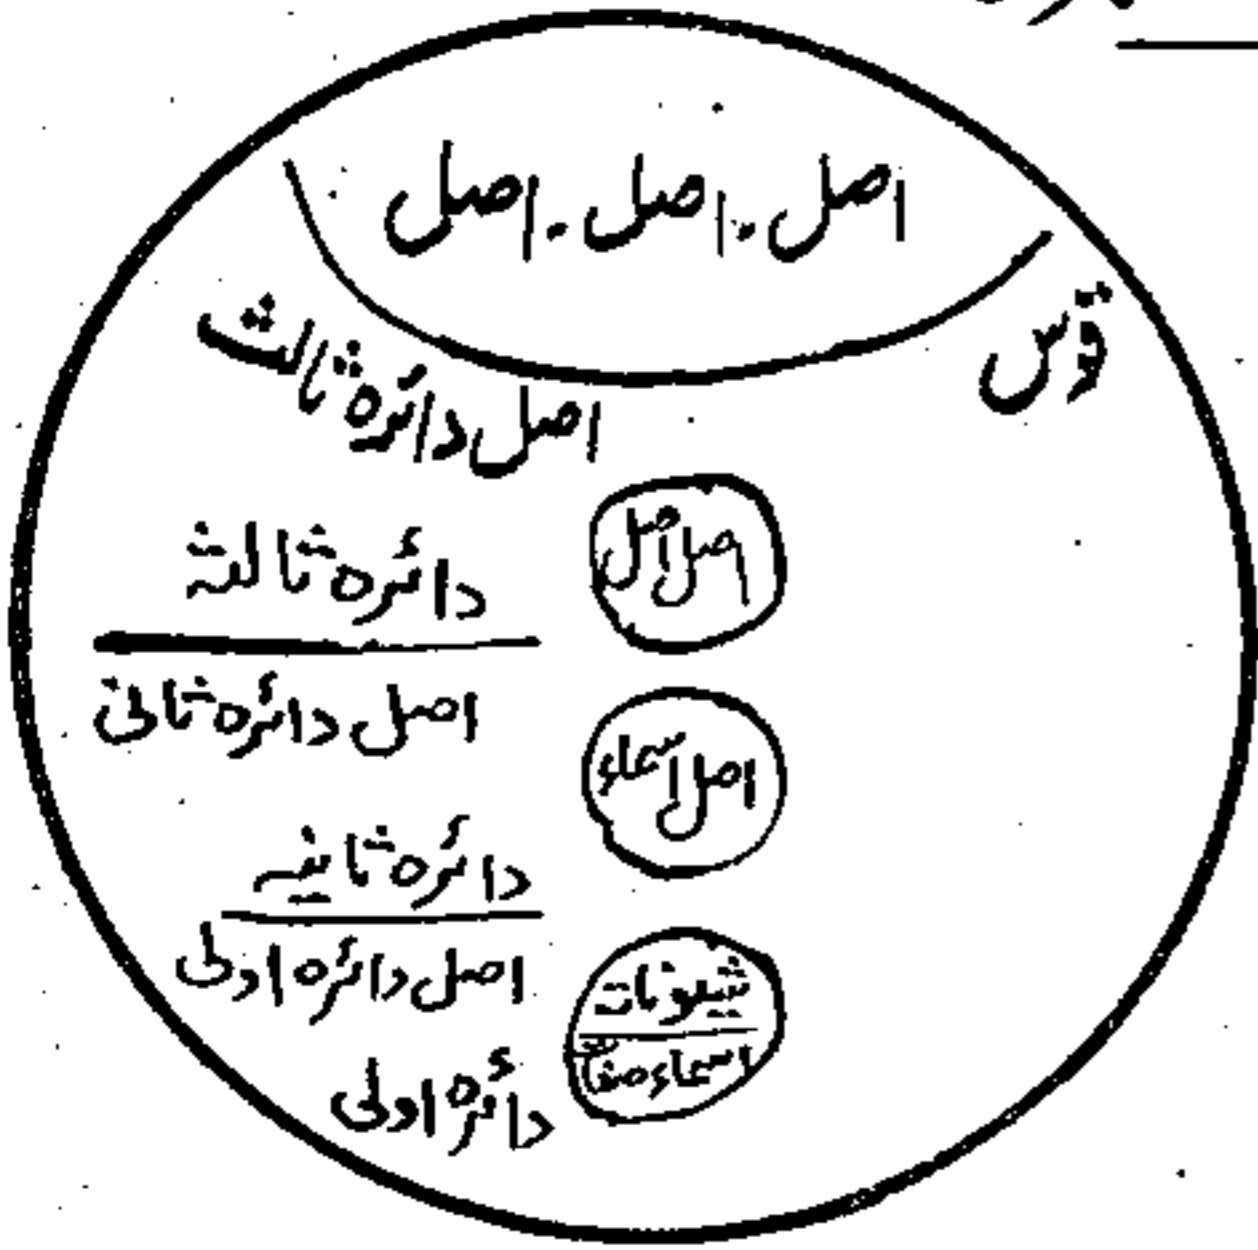 اصل . اصل . اصل
قوس
اصل دائرہ ثالث
اصل اصل
دائرہ ثالثہ
اصل دائرہ ثانی
اصل اسماء
دائرہ ثانیہ
اصل دائرہ اولی
شیونات
اسماء صفات
دائرہ اولی